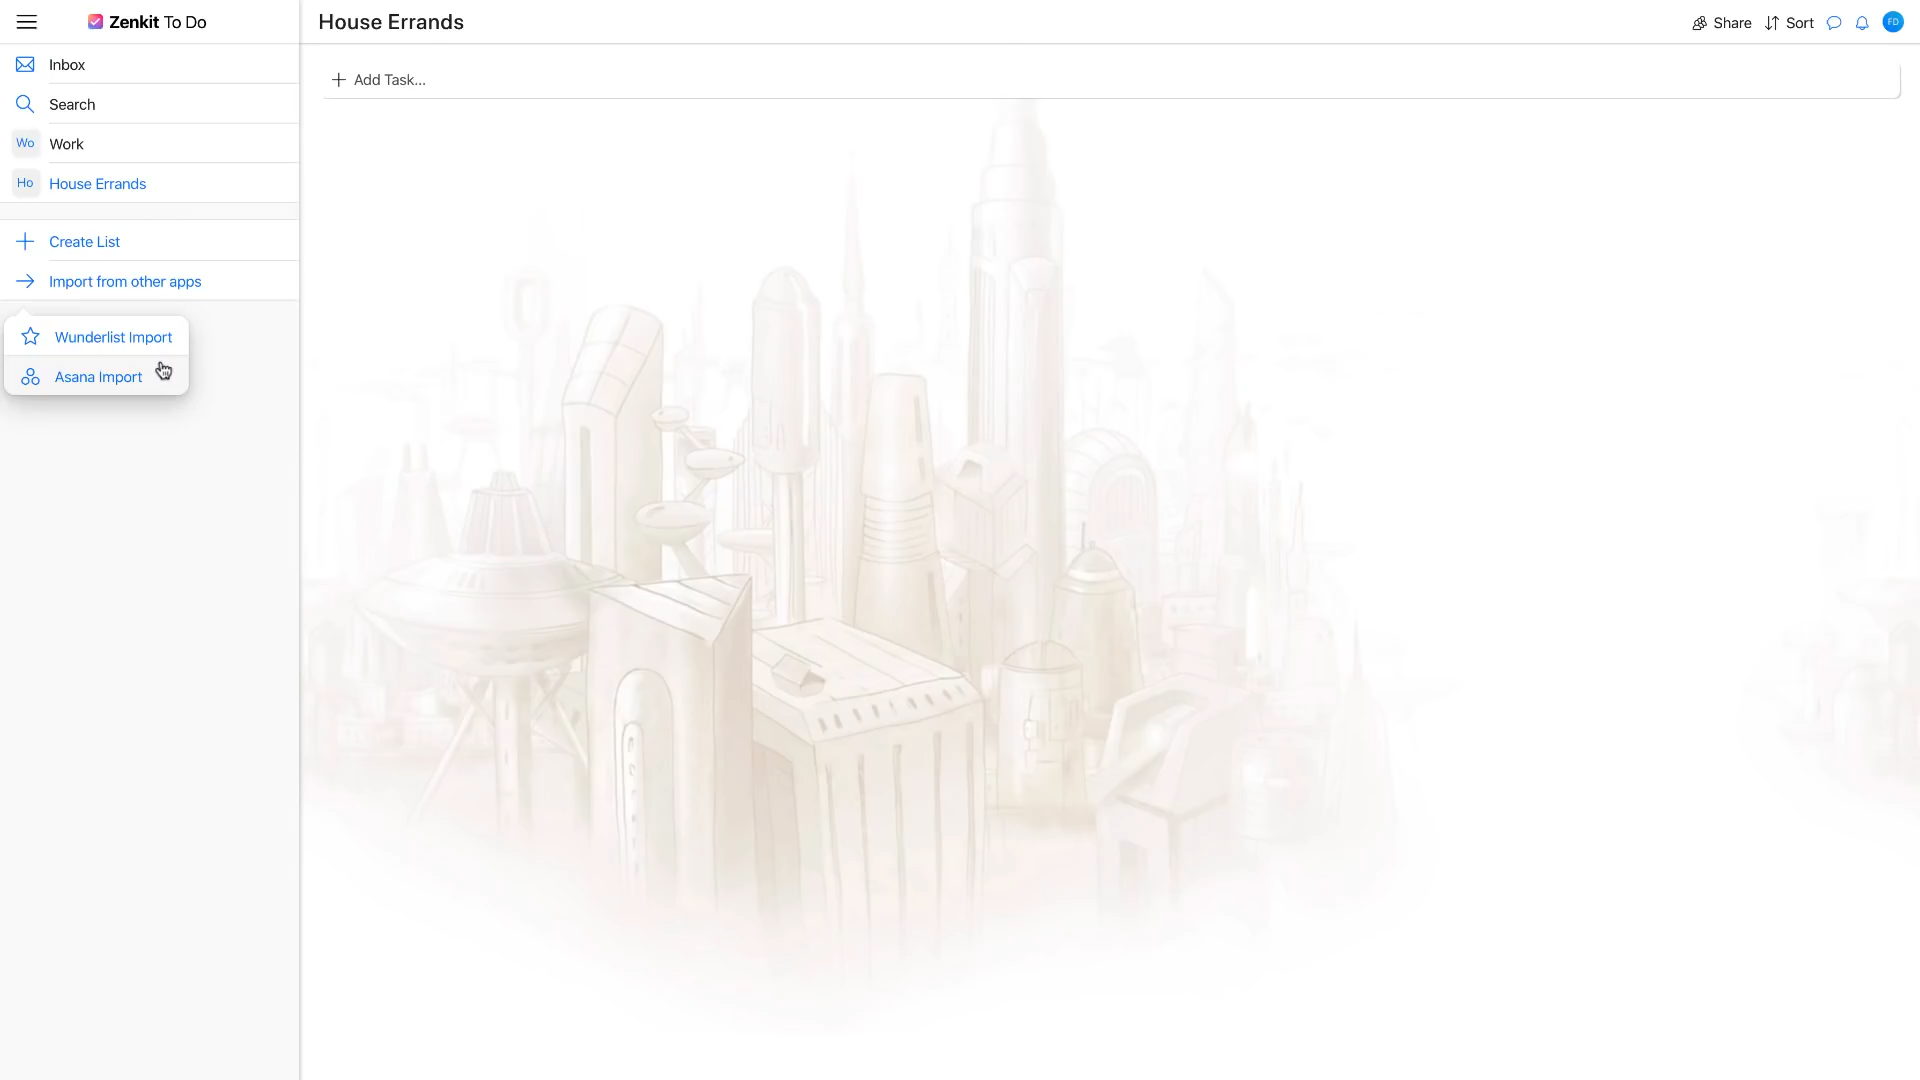 Zenkit To Do
House Errands
Share
Sort
FD
Inbox
Search
Wo
Work
Ho
House Errands
Create List
Import from other apps
Wunderlist Import
Asana Import
Add Task...